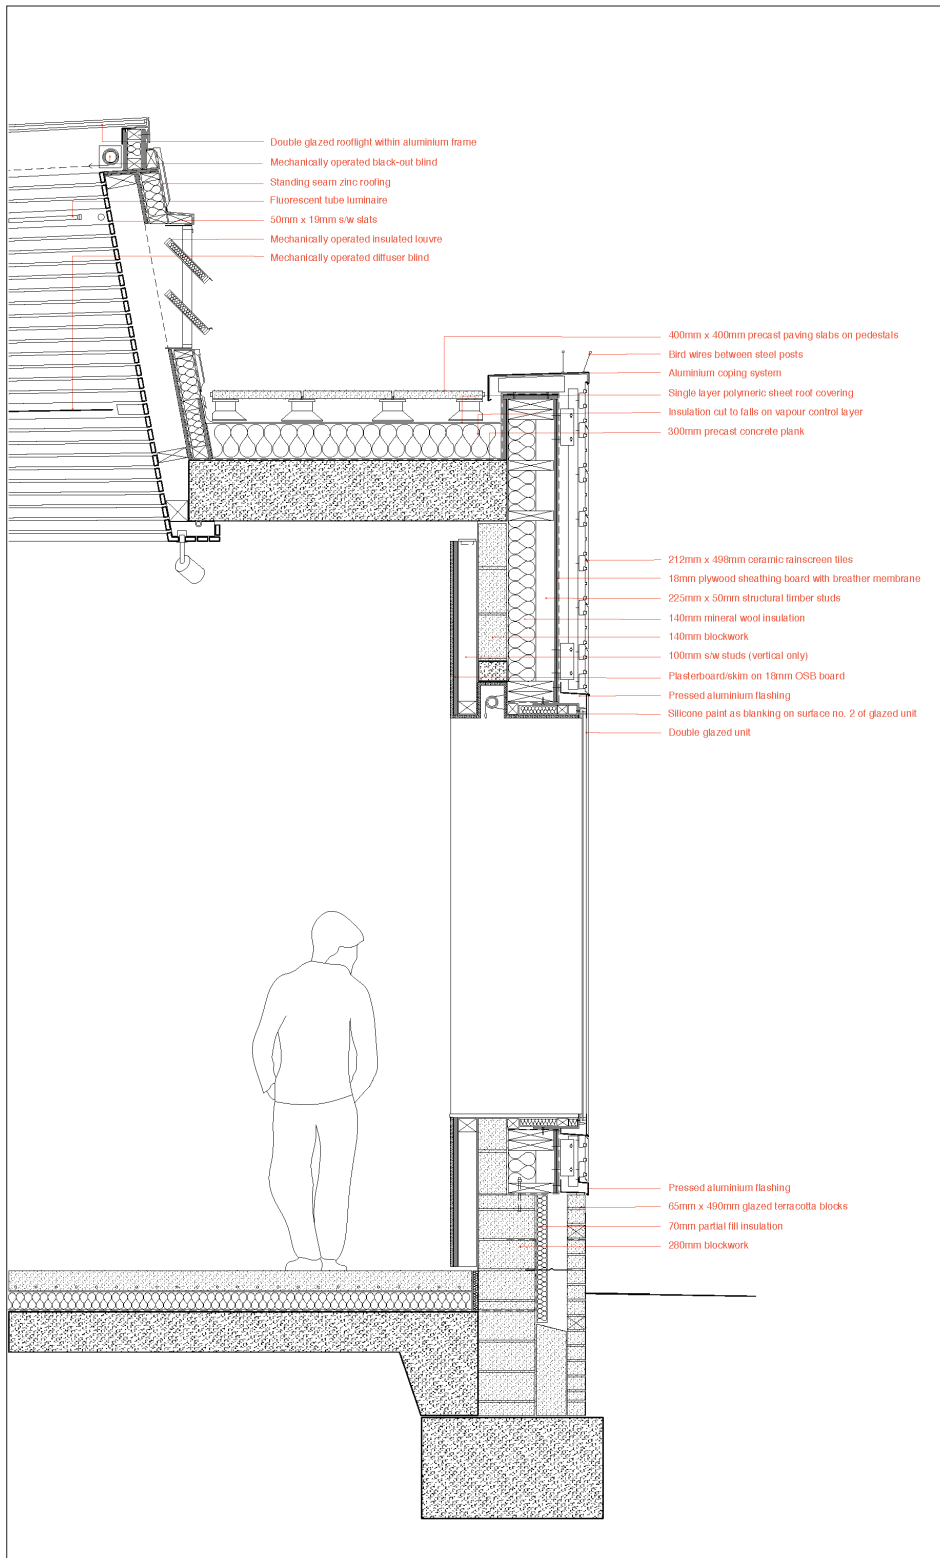 Double glazed rooflight within aluminium frame
Mechanically operated black-out blind
Standing seam zinc roofing
Fluorescent tube luminaire
50mm x 19mm s/w slats
Mechanically operated insulated louvre
Mechanically operated diffuser blind
400mm x 400mm precast paving slabs on pedestals
Bird wires between steel posts
Aluminium coping system
Single layer polymeric sheet roof covering
Insulation cut to falls on vapour control layer
300mm precast concrete plank
212mm x 498mm ceramic rainscreen tiles
18mm plywood sheathing board with breather membrane
225mm x 50mm structural timber studs
140mm mineral wool insulation
140mm blockwork
100mm s/w studs (vertical only)
Plasterboard/skim on 18mm OSB board
Pressed aluminium flashing
Silicone paint as blanking on surface no. 2 of glazed unit
Double glazed unit
Pressed aluminium flashing
65mm x 490mm glazed terracotta blocks
70mm partial fill insulation
280mm blockwork